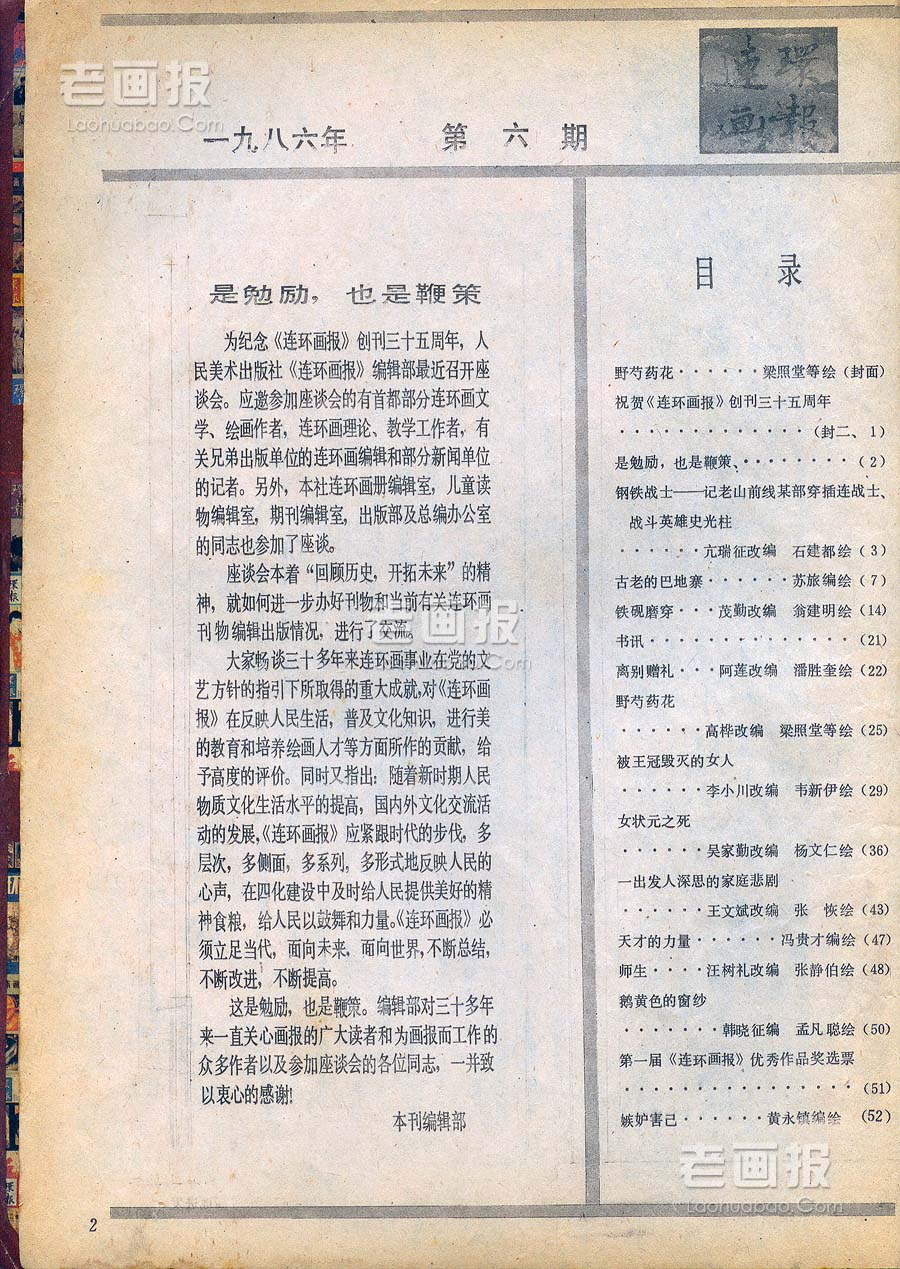 老画报
Laohuabao.Com
一九八六年 第六期
连环
画报
是勉励，也是鞭策
为纪念《连环画报》创刊三十五周年，人
民美术出版社《连环画报》编辑部最近召开座
谈会。应邀参加座谈会的有首都部分连环画文
学、绘画作者，连环画理论、教学工作者，有
关兄弟出版单位的连环画编辑和部分新闻单位
的记者。另外，本社连环画册编辑室，儿童读
物编辑室，期刊编辑室，出版部及总编办公室
的同志也参加了座谈。
座谈会本着“回顾历史，开拓未来”的精
神，就如何进一步办好刊物和当前有关连环画
刊物编辑出版情况，进行了交流。
大家畅谈三十多年来连环画事业在党的文
艺方针的指引下所取得的重大成就，对《连环画
报》在反映人民生活，普及文化知识，进行美
的教育和培养绘画人才等方面所作的贡献，给
予高度的评价。同时又指出：随着新时期人民
物质文化生活水平的提高，国内外文化交流活
动的发展，《连环画报》应紧跟时代的步伐，多
层次，多侧面，多系列，多形式地反映人民的
心声，在四化建设中及时给人民提供美好的精
神食粮，给人民以鼓舞和力量。《连环画报》必
须立足当代，面向未来，面向世界，不断总结，
不断改进，不断提高。
这是勉励，也是鞭策。编辑部对三十多年
来一直关心画报的广大读者和为画报而工作的
众多作者以及参加座谈会的各位同志，一并致
以衷心的感谢！
本刊编辑部
老画报
Laohuabao.Com
目录
野芍药花······梁照堂等绘（封面）
祝贺《连环画报》创刊三十五周年
·············（封二、1）
是勉励，也是鞭策、········（2）
钢铁战士——记老山前线某部穿插连战士、
战斗英雄史光柱
······亢瑞征改编 石建都绘（3）
古老的巴地寨·······苏旅编绘（7）
铁砚磨穿···茂勤改编 翁建明绘（14）
书讯··············（21）
离别赠礼···阿莲改编 潘胜奎绘（22）
野芍药花
······高桦改编 梁照堂等绘（25）
被王冠毁灭的女人
······李小川改编 韦新伊绘（29）
女状元之死
······吴家勤改编 杨文仁绘（36）
一出发人深思的家庭悲剧
······王文斌改编 张恢绘（43）
天才的力量·······冯贵才编绘（47）
师生····汪树礼改编 张静伯绘（48）
鹅黄色的窗纱
·······韩晓征编 孟凡聪绘（50）
第一届《连环画报》优秀作品奖选票
··················（51）
嫉妒害己·······黄永镇编绘（52）
老画报
Laohuabao.Com
2